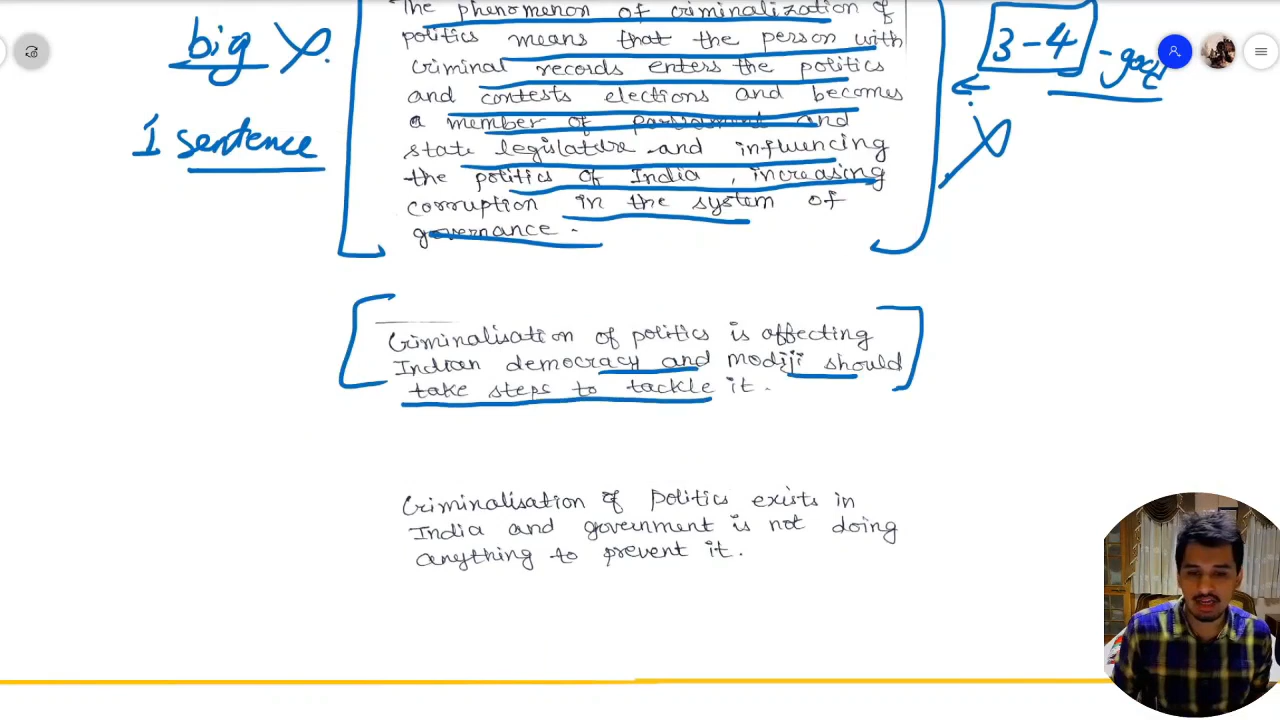 The phenomenon of criminalization of
big
politics means that the person with
3-4
criminal records enters the politics
and contests elections and becomes
a member of parliament and
1 sentence
state legulature and influencing
the politics of India, increasing
corruption in the system of
governance.
Criminalisation of politics is affecting
Indian democracy and modiji should
take steps to tackle it.
Criminalisation of politics exists in
India and government is not doing
anything to prevent it.